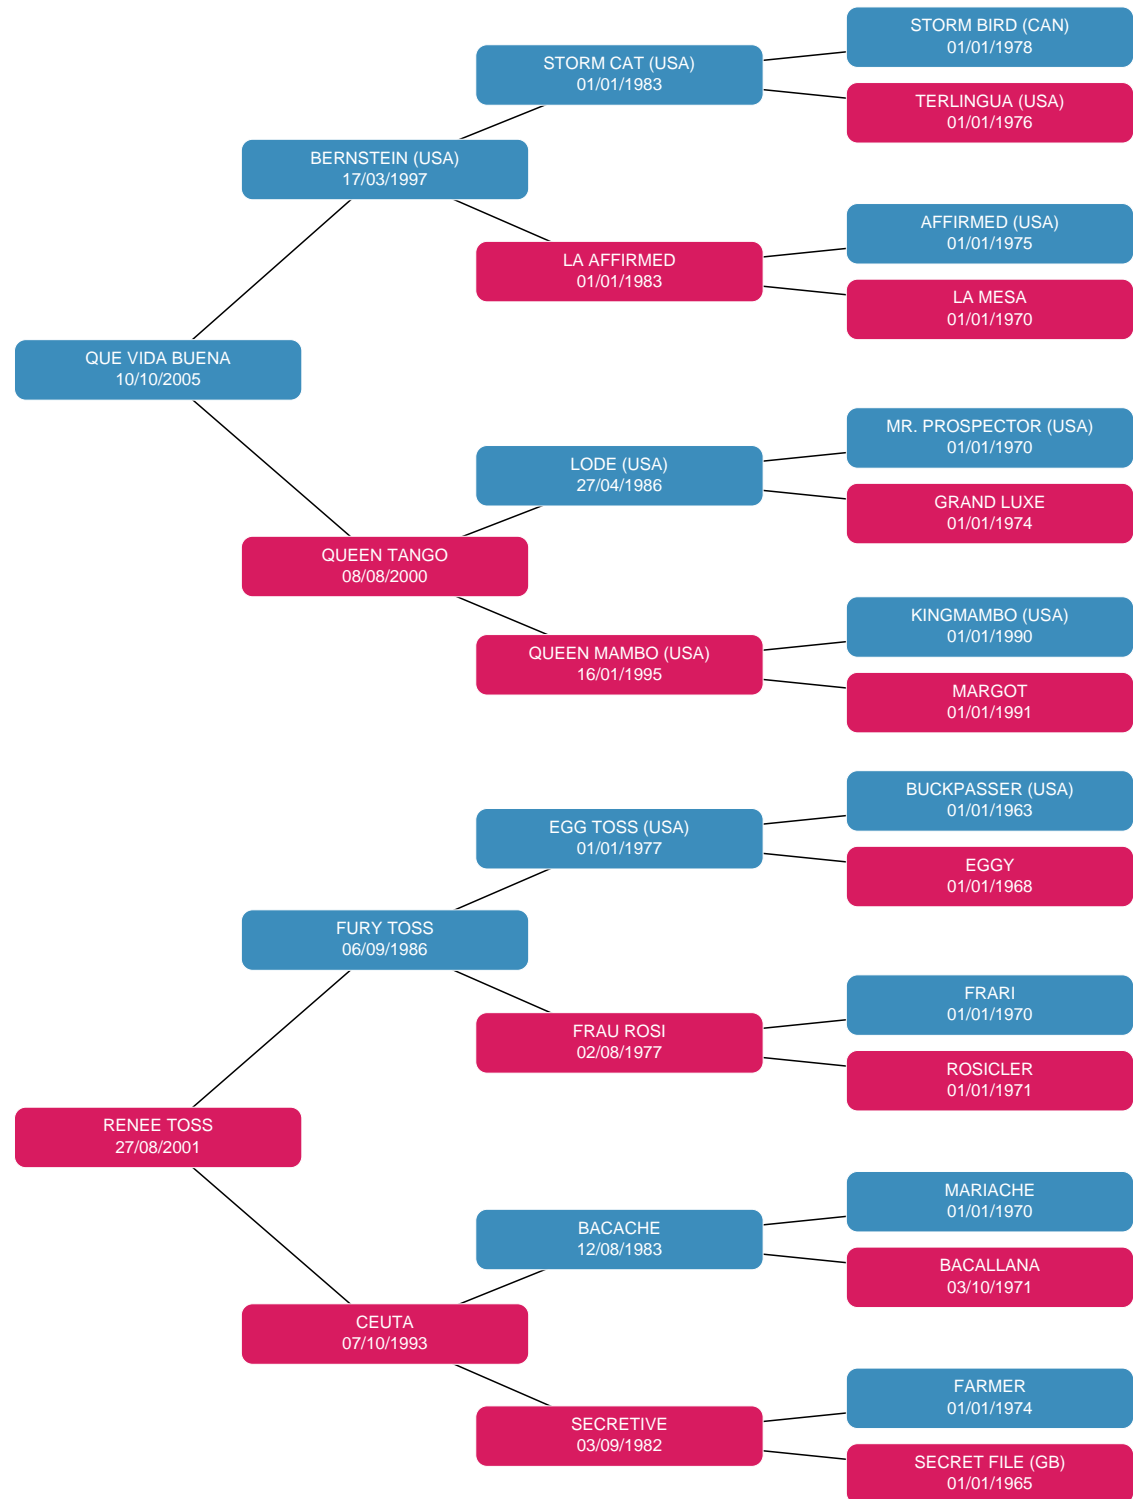 STORM BIRD (CAN)
01/01/1978
STORM CAT (USA)
01/01/1983
TERLINGUA (USA)
01/01/1976
BERNSTEIN (USA)
17/03/1997
AFFIRMED (USA)
01/01/1975
LA AFFIRMED
01/01/1983
LA MESA
01/01/1970
QUE VIDA BUENA
10/10/2005
MR. PROSPECTOR (USA)
01/01/1970
LODE (USA)
27/04/1986
GRAND LUXE
01/01/1974
QUEEN TANGO
08/08/2000
KINGMAMBO (USA)
01/01/1990
QUEEN MAMBO (USA)
16/01/1995
MARGOT
01/01/1991
BUCKPASSER (USA)
01/01/1963
EGG TOSS (USA)
01/01/1977
EGGY
01/01/1968
FURY TOSS
06/09/1986
FRARI
01/01/1970
FRAU ROSI
02/08/1977
ROSICLER
01/01/1971
RENEE TOSS
27/08/2001
MARIACHE
01/01/1970
BACACHE
12/08/1983
BACALLANA
03/10/1971
CEUTA
07/10/1993
FARMER
01/01/1974
SECRETIVE
03/09/1982
SECRET FILE (GB)
01/01/1965